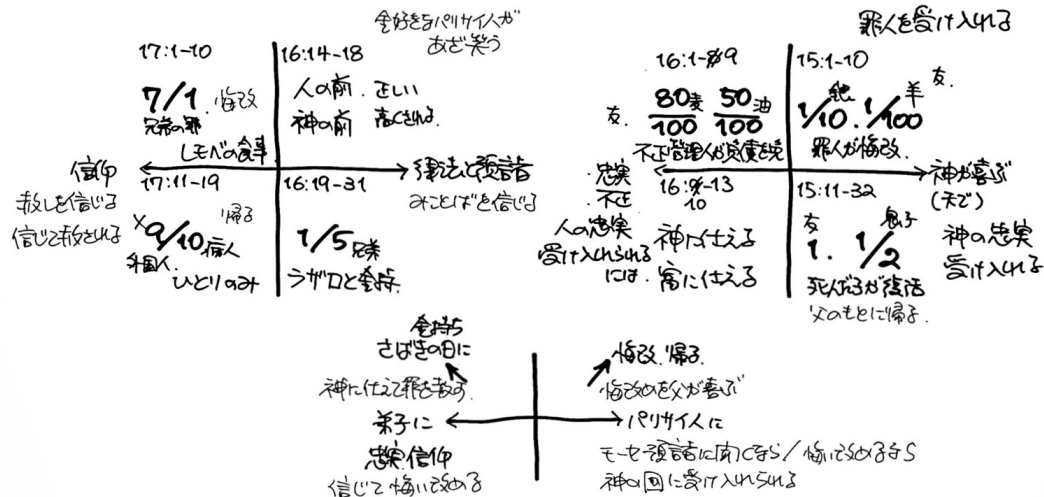 金好きなパリサイ人が
あざ笑う
17:1-10
16:14-18
7/1 悔改
兄弟の罪
しもべの食事
人の前 正しい
神の前 高くされる
信仰
赦しを信じる
信じて赦される
律法と預言者
みことばを信じる
17:11-19
16:19-31
帰る
×9/10 病人
外国人
ひとりのみ
1/5 兄弟
ラザロと金持
罪人を受け入れる
16:1-9
15:1-10
友
80麦 50油
100 100
不正管理人が負債を
銀 羊 友
1/10. 1/100
罪人が悔改
忠実
不正
人の忠実
受け入れられる
には
神が喜ぶ
(天で)
神の忠実
受け入れる
16:9-13
10
15:11-32
神に仕える
富に仕える
友 息子
1. 1/2
死んだ子が復活
父のもとに帰る
金持ち
さばきの日に
神に仕えて罪を赦す
弟子に
忠実 信仰
信じて悔い改める
悔改 帰る
悔改めを父が喜ぶ
パリサイ人に
モーセ・預言者に聞くなら/悔い改めるなら
神の国に受け入れられる